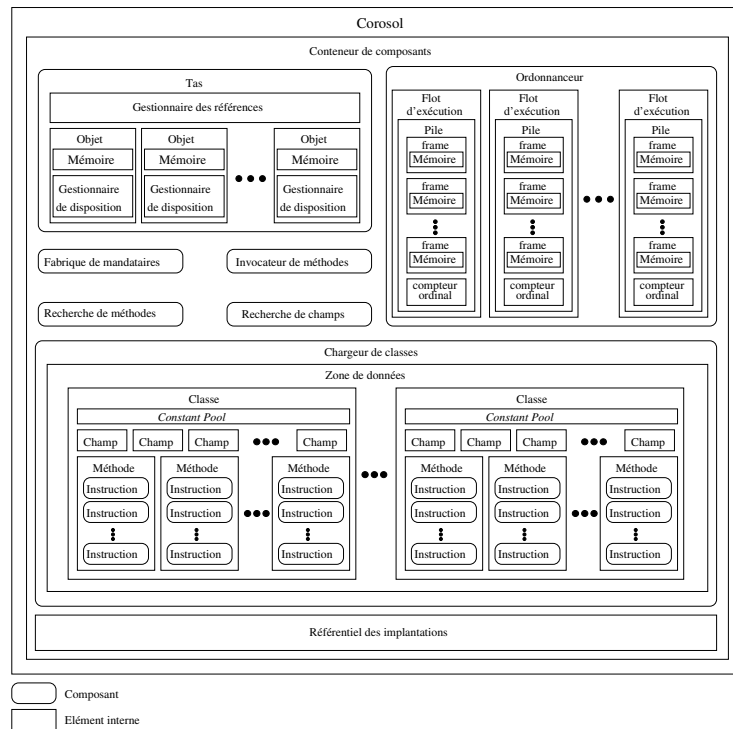 Corosol
Conteneur de composants
Tas
Gestionnaire des références
Objet
Mémoire
Gestionnaire
de disposition
Objet
Mémoire
Gestionnaire
de disposition
Objet
Mémoire
Gestionnaire
de disposition
Ordonnanceur
Flot
d'exécution
Pile
frame
Mémoire
frame
Mémoire
frame
Mémoire
compteur
ordinal
Flot
d'exécution
Pile
frame
Mémoire
frame
Mémoire
frame
Mémoire
compteur
ordinal
Flot
d'exécution
Pile
frame
Mémoire
frame
Mémoire
frame
Mémoire
compteur
ordinal
Fabrique de mandataires
Invocateur de méthodes
Recherche de méthodes
Recherche de champs
Chargeur de classes
Zone de données
Classe
Constant Pool
Champ
Champ
Champ
Champ
Méthode
Instruction
Instruction
Instruction
Méthode
Instruction
Instruction
Instruction
Méthode
Instruction
Instruction
Instruction
Classe
Constant Pool
Champ
Champ
Champ
Champ
Méthode
Instruction
Instruction
Instruction
Méthode
Instruction
Instruction
Instruction
Méthode
Instruction
Instruction
Instruction
Référentiel des implantations
Composant
Elément interne